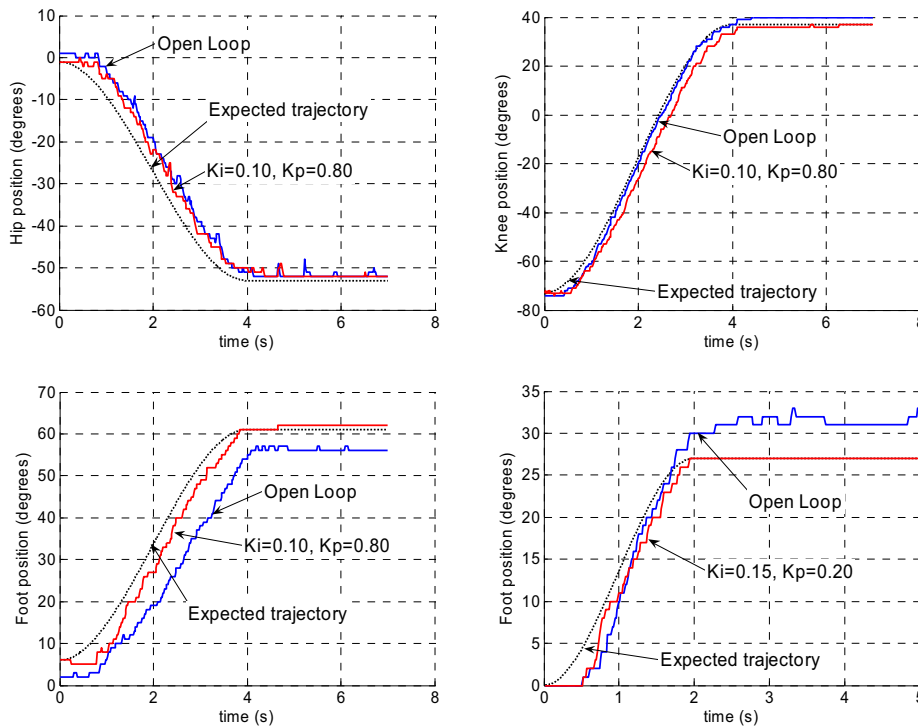 10
0
-10
-20
-30
-40
-50
-60
0
2
4
6
8
Hip position (degrees)
time (s)
Open Loop
Expected trajectory
Ki=0.10, Kp=0.80
40
20
0
-20
-40
-60
-80
0
2
4
6
8
Knee position (degrees)
time (s)
Open Loop
Ki=0.10, Kp=0.80
Expected trajectory
70
60
50
40
30
20
10
0
0
2
4
6
8
Foot position (degrees)
time (s)
Open Loop
Ki=0.10, Kp=0.80
Expected trajectory
35
30
25
20
15
10
5
0
0
1
2
3
4
5
Foot position (degrees)
time (s)
Open Loop
Ki=0.15, Kp=0.20
Expected trajectory